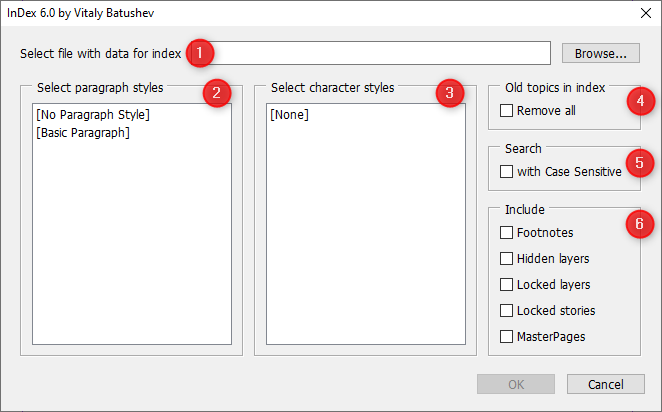 InDex 6.0 by Vitaly Batushev
Select file with data for index 1 Browse...
Select paragraph styles 2
[No Paragraph Style]
[Basic Paragraph]
Select character styles 3
[None]
Old topics in index 4
Remove all
Search 5
with Case Sensitive
Include 6
Footnotes
Hidden layers
Locked layers
Locked stories
MasterPages
OK Cancel